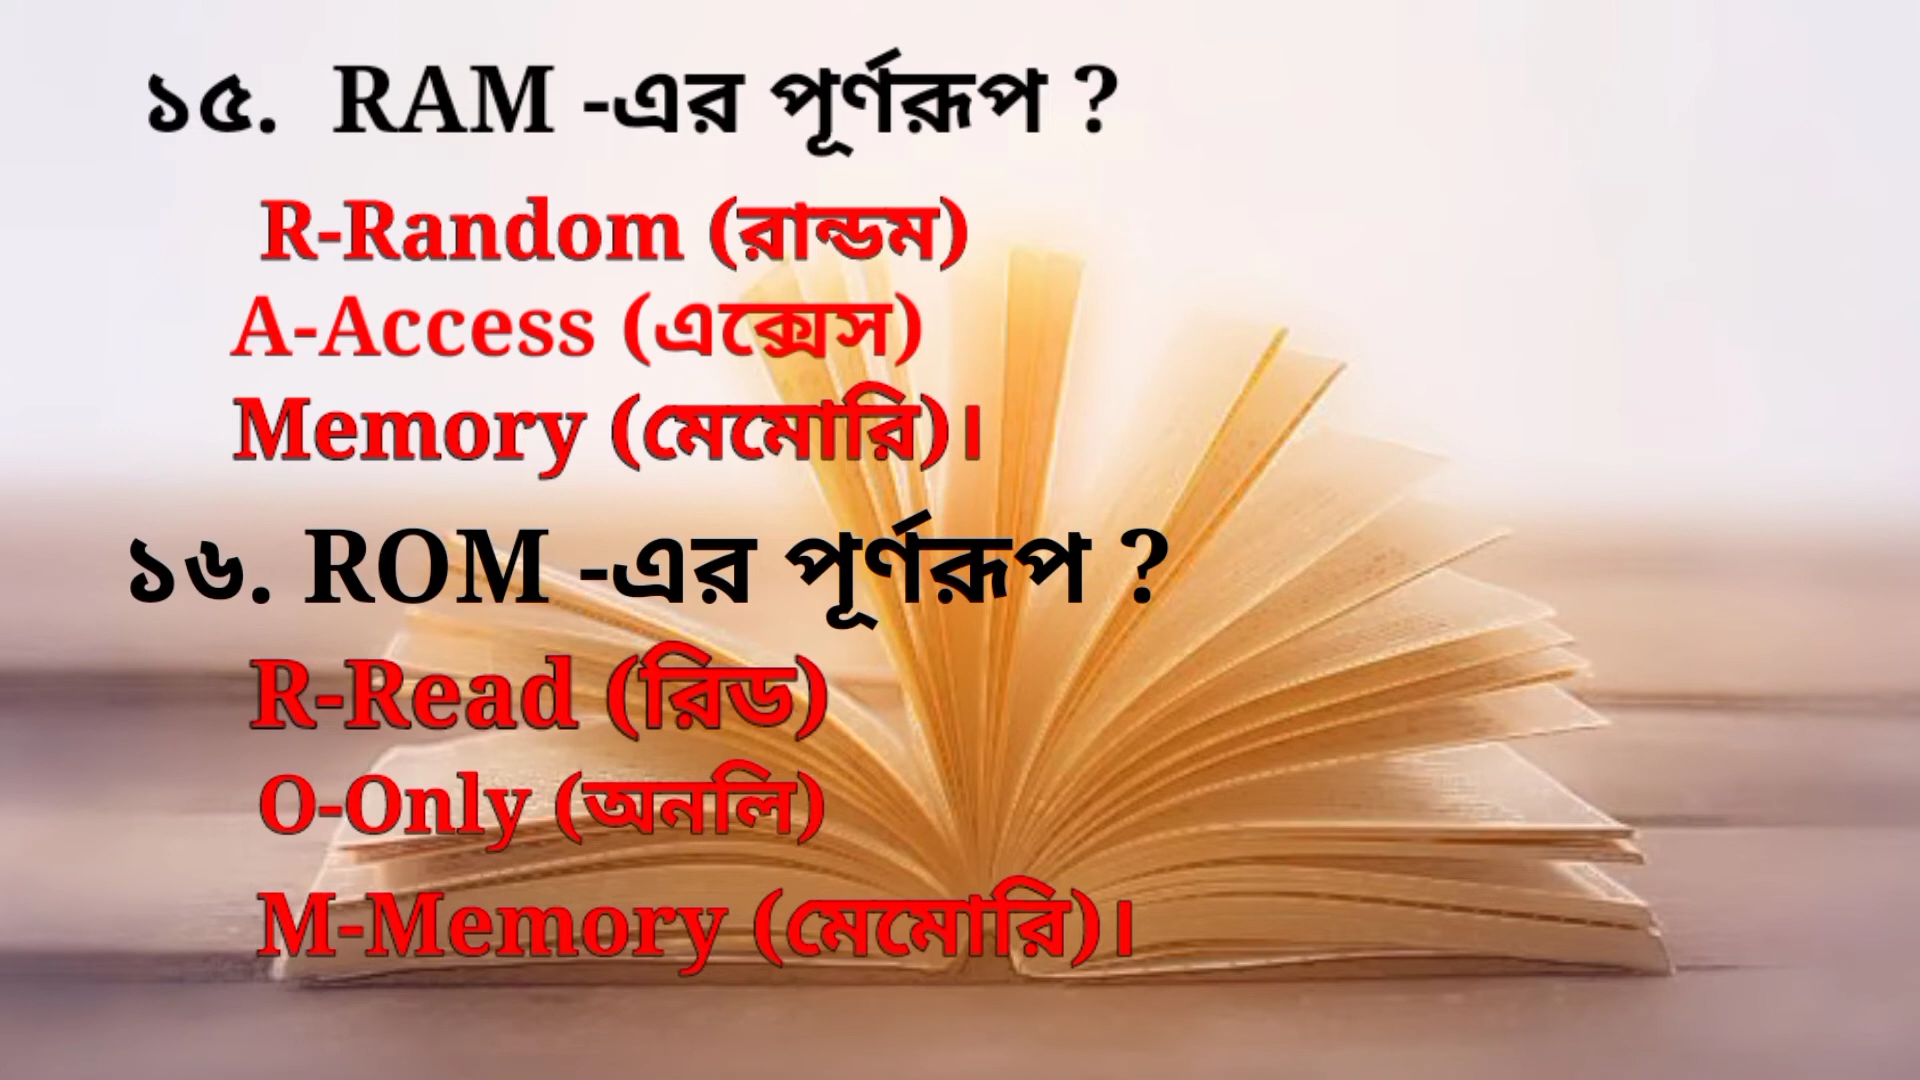 ১৫. RAM -এর পূর্ণরূপ ?
R-Random (রান্ডম)
A-Access (এক্সেস)
Memory (মেমোরি)।
১৬. ROM -এর পূর্ণরূপ ?
R-Read (রিড)
O-Only (অনলি)
M-Memory (মেমোরি)।